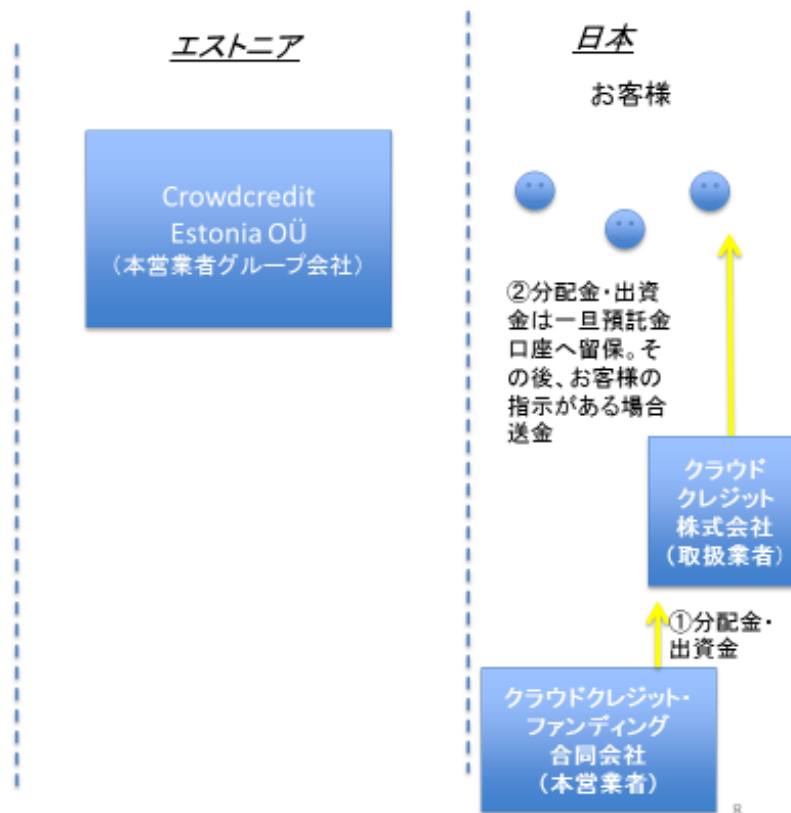 エストニア
日本
お客様
Crowdcredit
Estonia OÜ
（本営業者グループ会社）
②分配金・出資
金は一旦預託金
口座へ留保。そ
の後、お客様の
指示がある場合
送金
クラウド
クレジット
株式会社
（取扱業者）
①分配金・
出資金
クラウドクレジット・
ファンディング
合同会社
（本営業者）
8